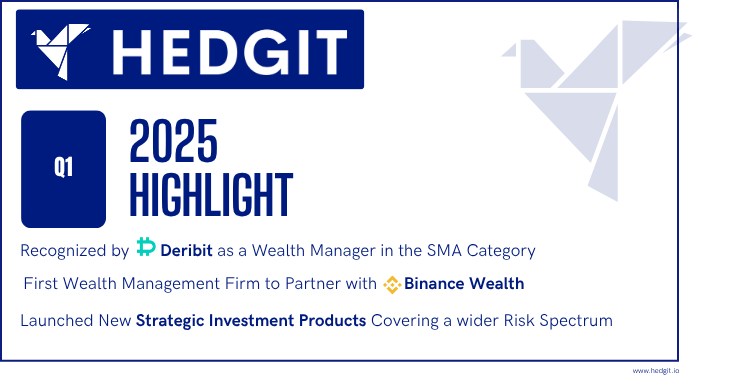 HEDGIT
Q1
2025
HIGHLIGHT
Recognized by Deribit as a Wealth Manager in the SMA Category
First Wealth Management Firm to Partner with Binance Wealth
Launched New Strategic Investment Products Covering a wider Risk Spectrum
www.hedgit.io